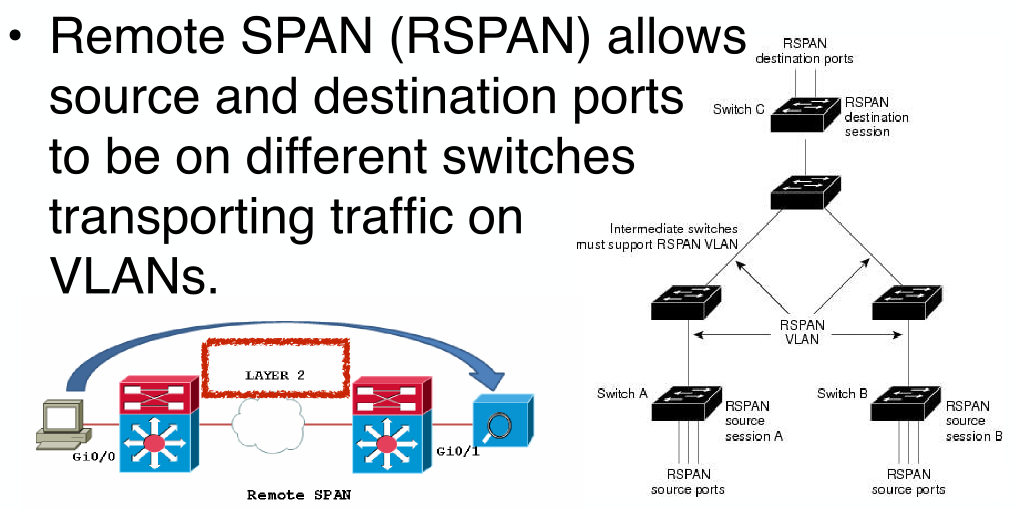 • Remote SPAN (RSPAN) allows
source and destination ports
to be on different switches
transporting traffic on
VLANs.
RSPAN
destination ports
Switch C
RSPAN
destination
session
Intermediate switches
must support RSPAN VLAN
RSPAN
VLAN
Switch A
RSPAN
source
session A
Switch B
RSPAN
source
session B
RSPAN
source ports
RSPAN
source ports
LAYER 2
Gi0/0
Gi0/1
Remote SPAN